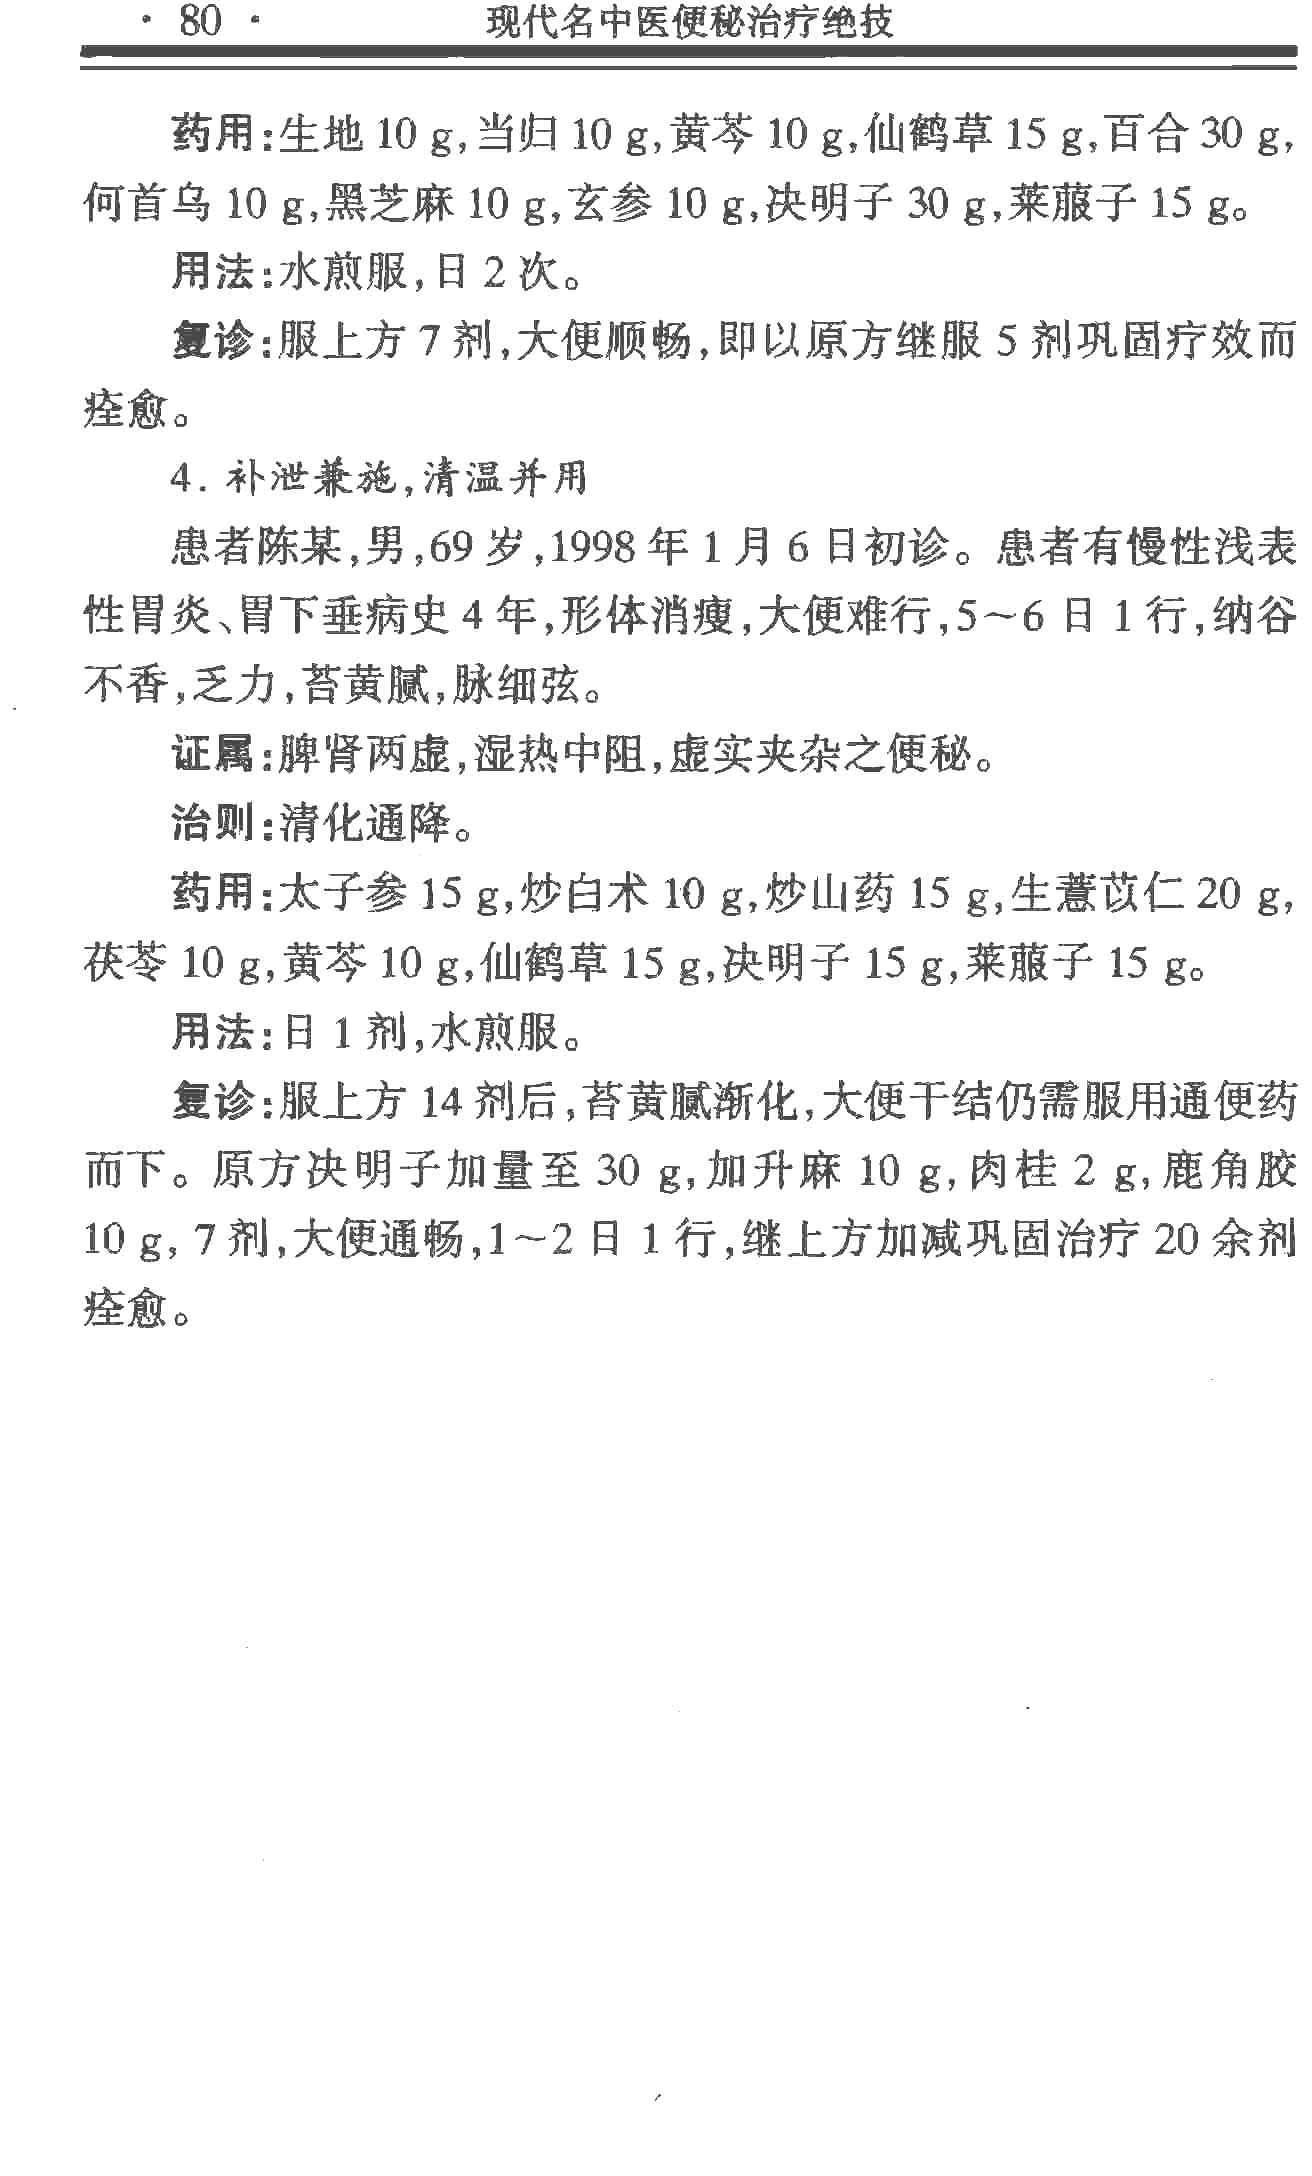 · 80 · 现代名中医便秘治疗绝技
药用:生地 10 g,当归 10 g,黄芩 10 g,仙鹤草 15 g,百合 30 g,
何首乌 10 g,黑芝麻 10 g,玄参 10 g,决明子 30 g,莱菔子 15 g。
用法:水煎服,日 2 次。
复诊:服上方 7 剂,大便顺畅,即以原方继服 5 剂巩固疗效而
痊愈。
4. 补泄兼施,清温并用
患者陈某,男,69 岁,1998 年 1 月 6 日初诊。患者有慢性浅表
性胃炎、胃下垂病史 4 年,形体消瘦,大便难行,5～6 日 1 行,纳谷
不香,乏力,苔黄腻,脉细弦。
证属:脾肾两虚,湿热中阻,虚实夹杂之便秘。
治则:清化通降。
药用:太子参 15 g,炒白术 10 g,炒山药 15 g,生薏苡仁 20 g,
茯苓 10 g,黄芩 10 g,仙鹤草 15 g,决明子 15 g,莱菔子 15 g。
用法:日 1 剂,水煎服。
复诊:服上方 14 剂后,苔黄腻渐化,大便干结仍需服用通便药
而下。原方决明子加量至 30 g,加升麻 10 g,肉桂 2 g,鹿角胶
10 g, 7 剂,大便通畅,1～2 日 1 行,继上方加减巩固治疗 20 余剂
痊愈。